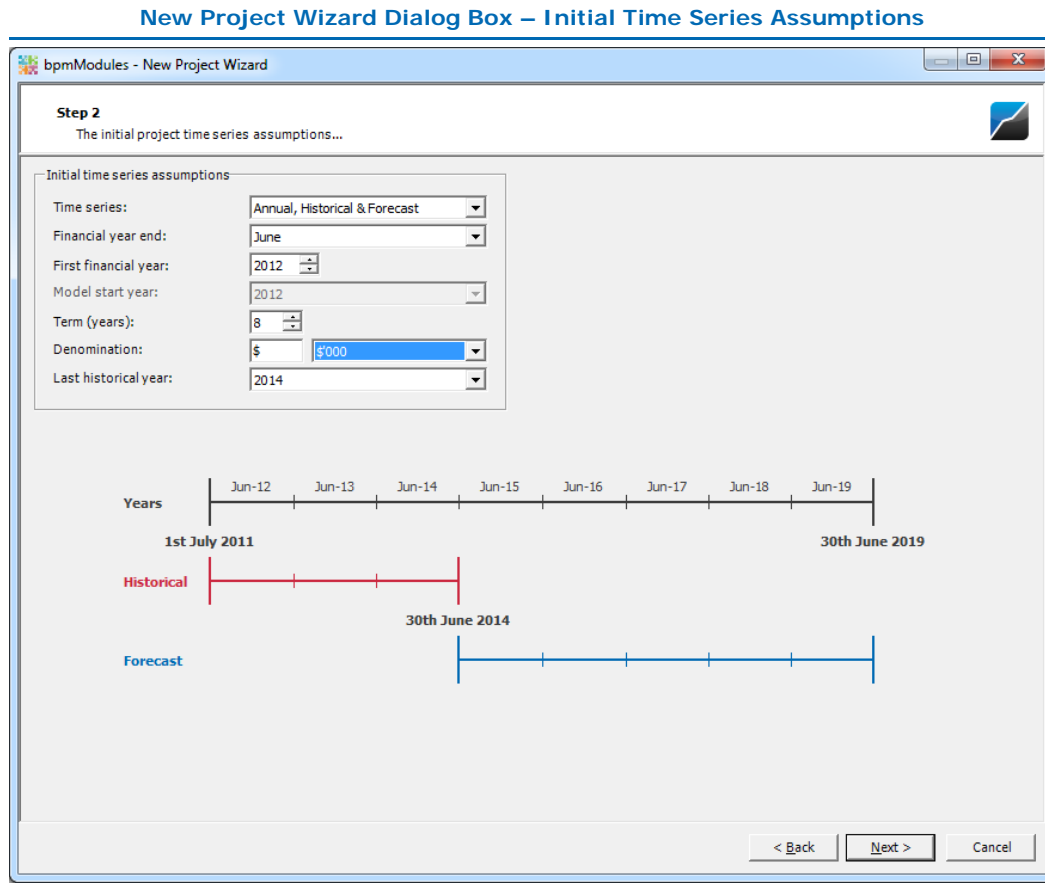 New Project Wizard Dialog Box – Initial Time Series Assumptions
bpmModules - New Project Wizard
Step 2
The initial project time series assumptions...
Initial time series assumptions
Time series: Annual, Historical & Forecast
Financial year end: June
First financial year: 2012
Model start year: 2012
Term (years): 8
Denomination: $ $'000
Last historical year: 2014
Jun-12 Jun-13 Jun-14 Jun-15 Jun-16 Jun-17 Jun-18 Jun-19
Years
1st July 2011 30th June 2019
Historical
30th June 2014
Forecast
< Back Next > Cancel